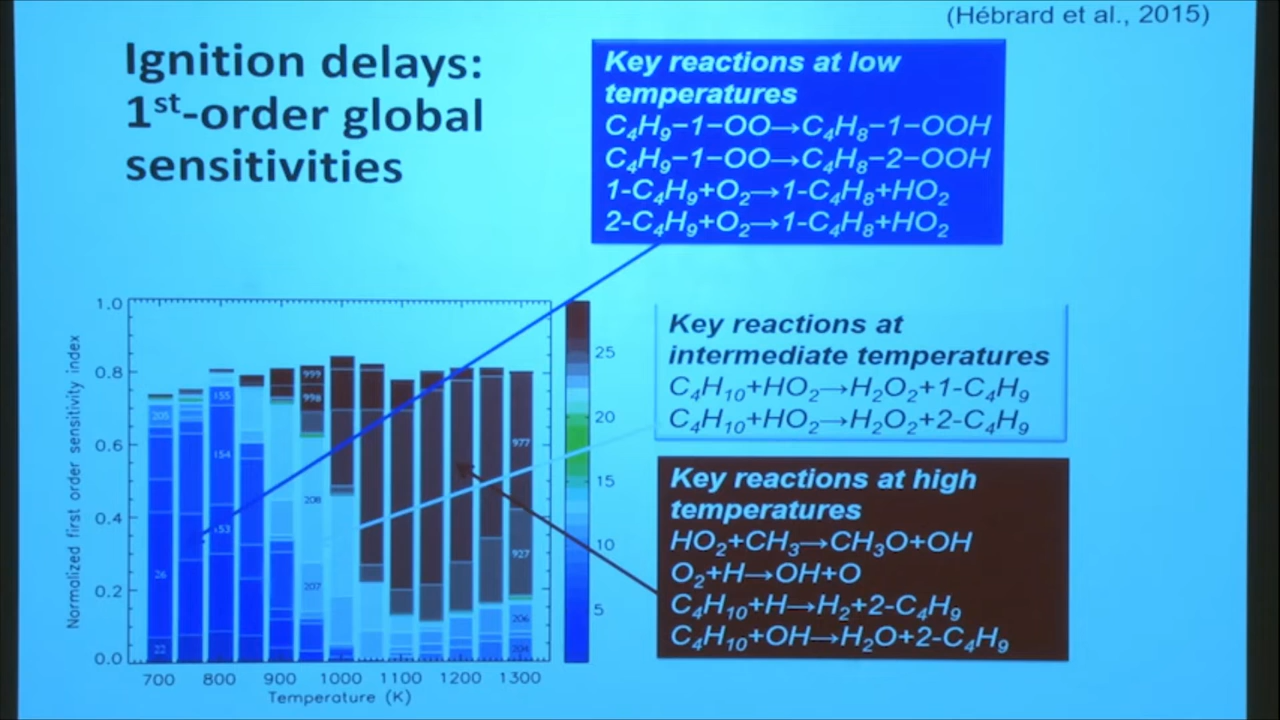 (Hébrard et al., 2015)
Ignition delays:
1st-order global
sensitivities
Key reactions at low
temperatures
C4H9−1−OO→C4H8−1−OOH
C4H9−1−OO→C4H8−2−OOH
1-C4H9+O2→1-C4H8+HO2
2-C4H9+O2→1-C4H8+HO2
Key reactions at
intermediate temperatures
C4H10+HO2→H2O2+1-C4H9
C4H10+HO2→H2O2+2-C4H9
Key reactions at high
temperatures
HO2+CH3→CH3O+OH
O2+H→OH+O
C4H10+H→H2+2-C4H9
C4H10+OH→H2O+2-C4H9
Normalized first order sensitivity index
1.0
0.8
0.6
0.4
0.2
0.0
205
26
22
155
154
153
999
998
208
207
977
927
206
204
25
20
15
10
5
700 800 900 1000 1100 1200 1300
Temperature (K)